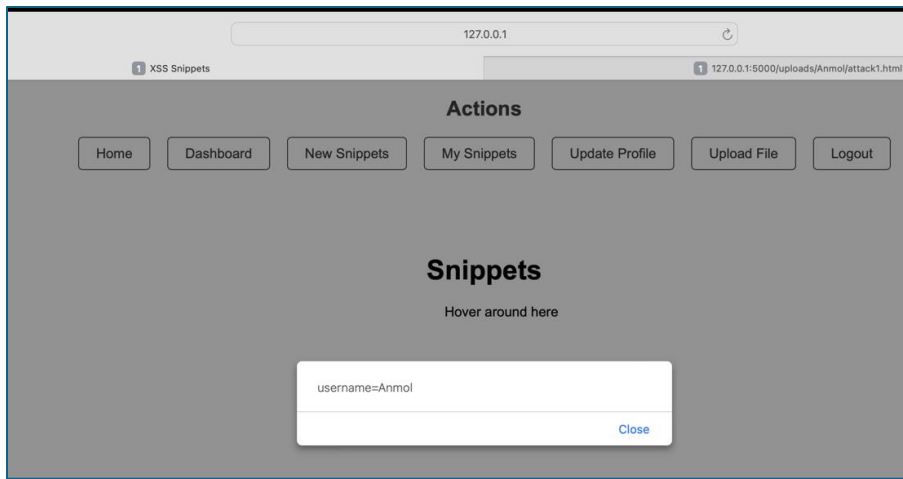 127.0.0.1
1 XSS Snippets
1 127.0.0.1:5000/uploads/Anmol/attack1.html
Actions
Home Dashboard New Snippets My Snippets Update Profile Upload File Logout
Snippets
Hover around here
username=Anmol
Close